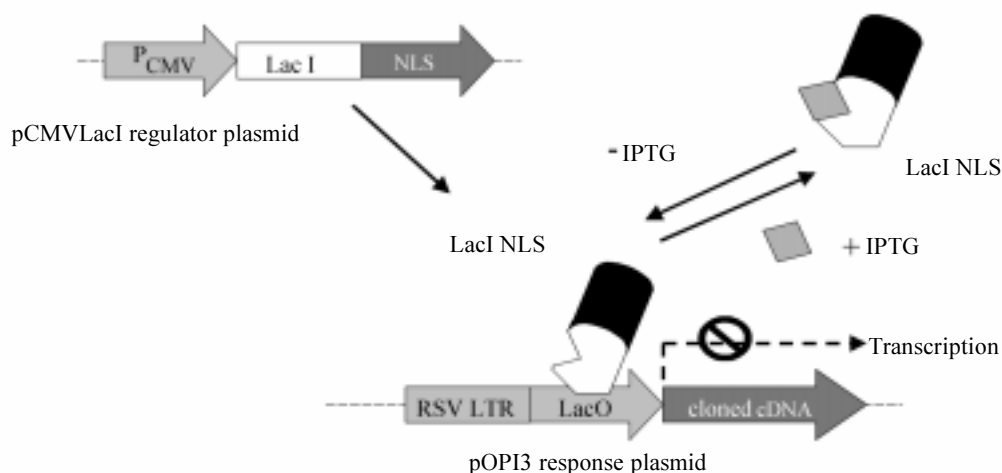 P CMV Lac I NLS
pCMVLacI regulator plasmid
- IPTG
LacI NLS
LacI NLS
+ IPTG
Transcription
RSV LTR LacO cloned cDNA
pOPI3 response plasmid